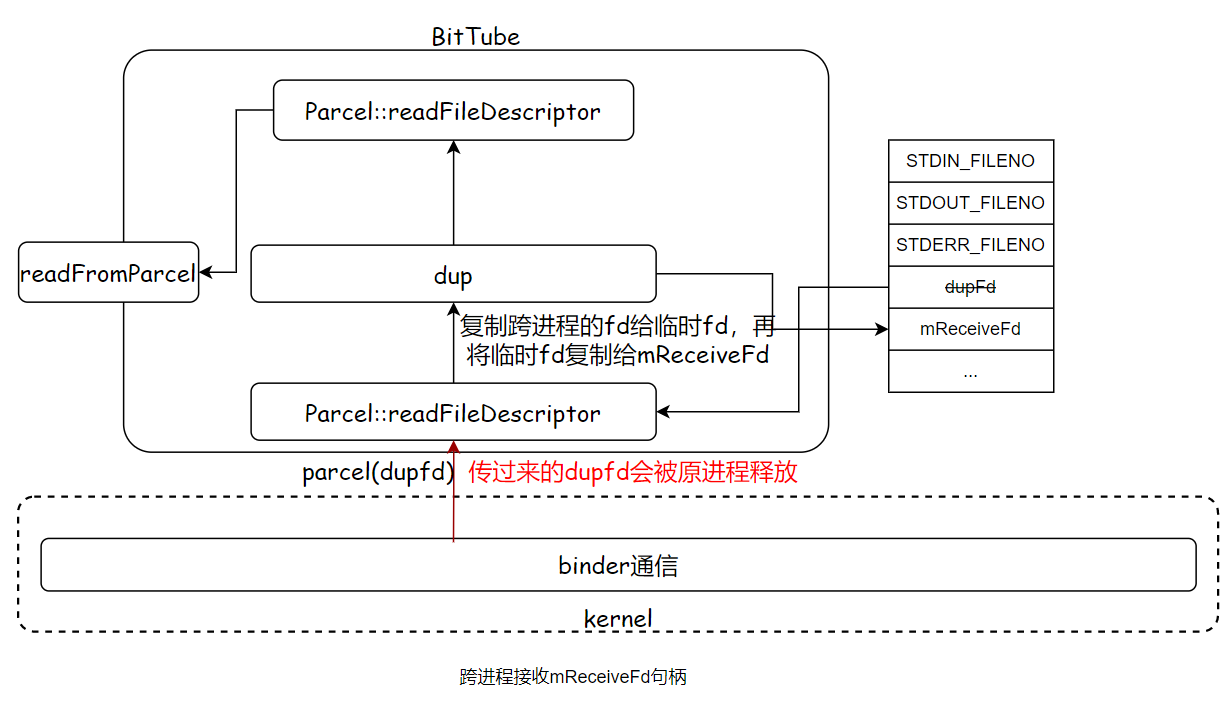 BitTube
Parcel::readFileDescriptor
STDIN_FILENO
STDOUT_FILENO
STDERR_FILENO
readFromParcel
dup
dupFd
复制跨进程的fd给临时fd，再
将临时fd复制给mReceiveFd
mReceiveFd
...
Parcel::readFileDescriptor
parcel(dupfd)
传过来的dupfd会被原进程释放
binder通信
kernel
跨进程接收mReceiveFd句柄